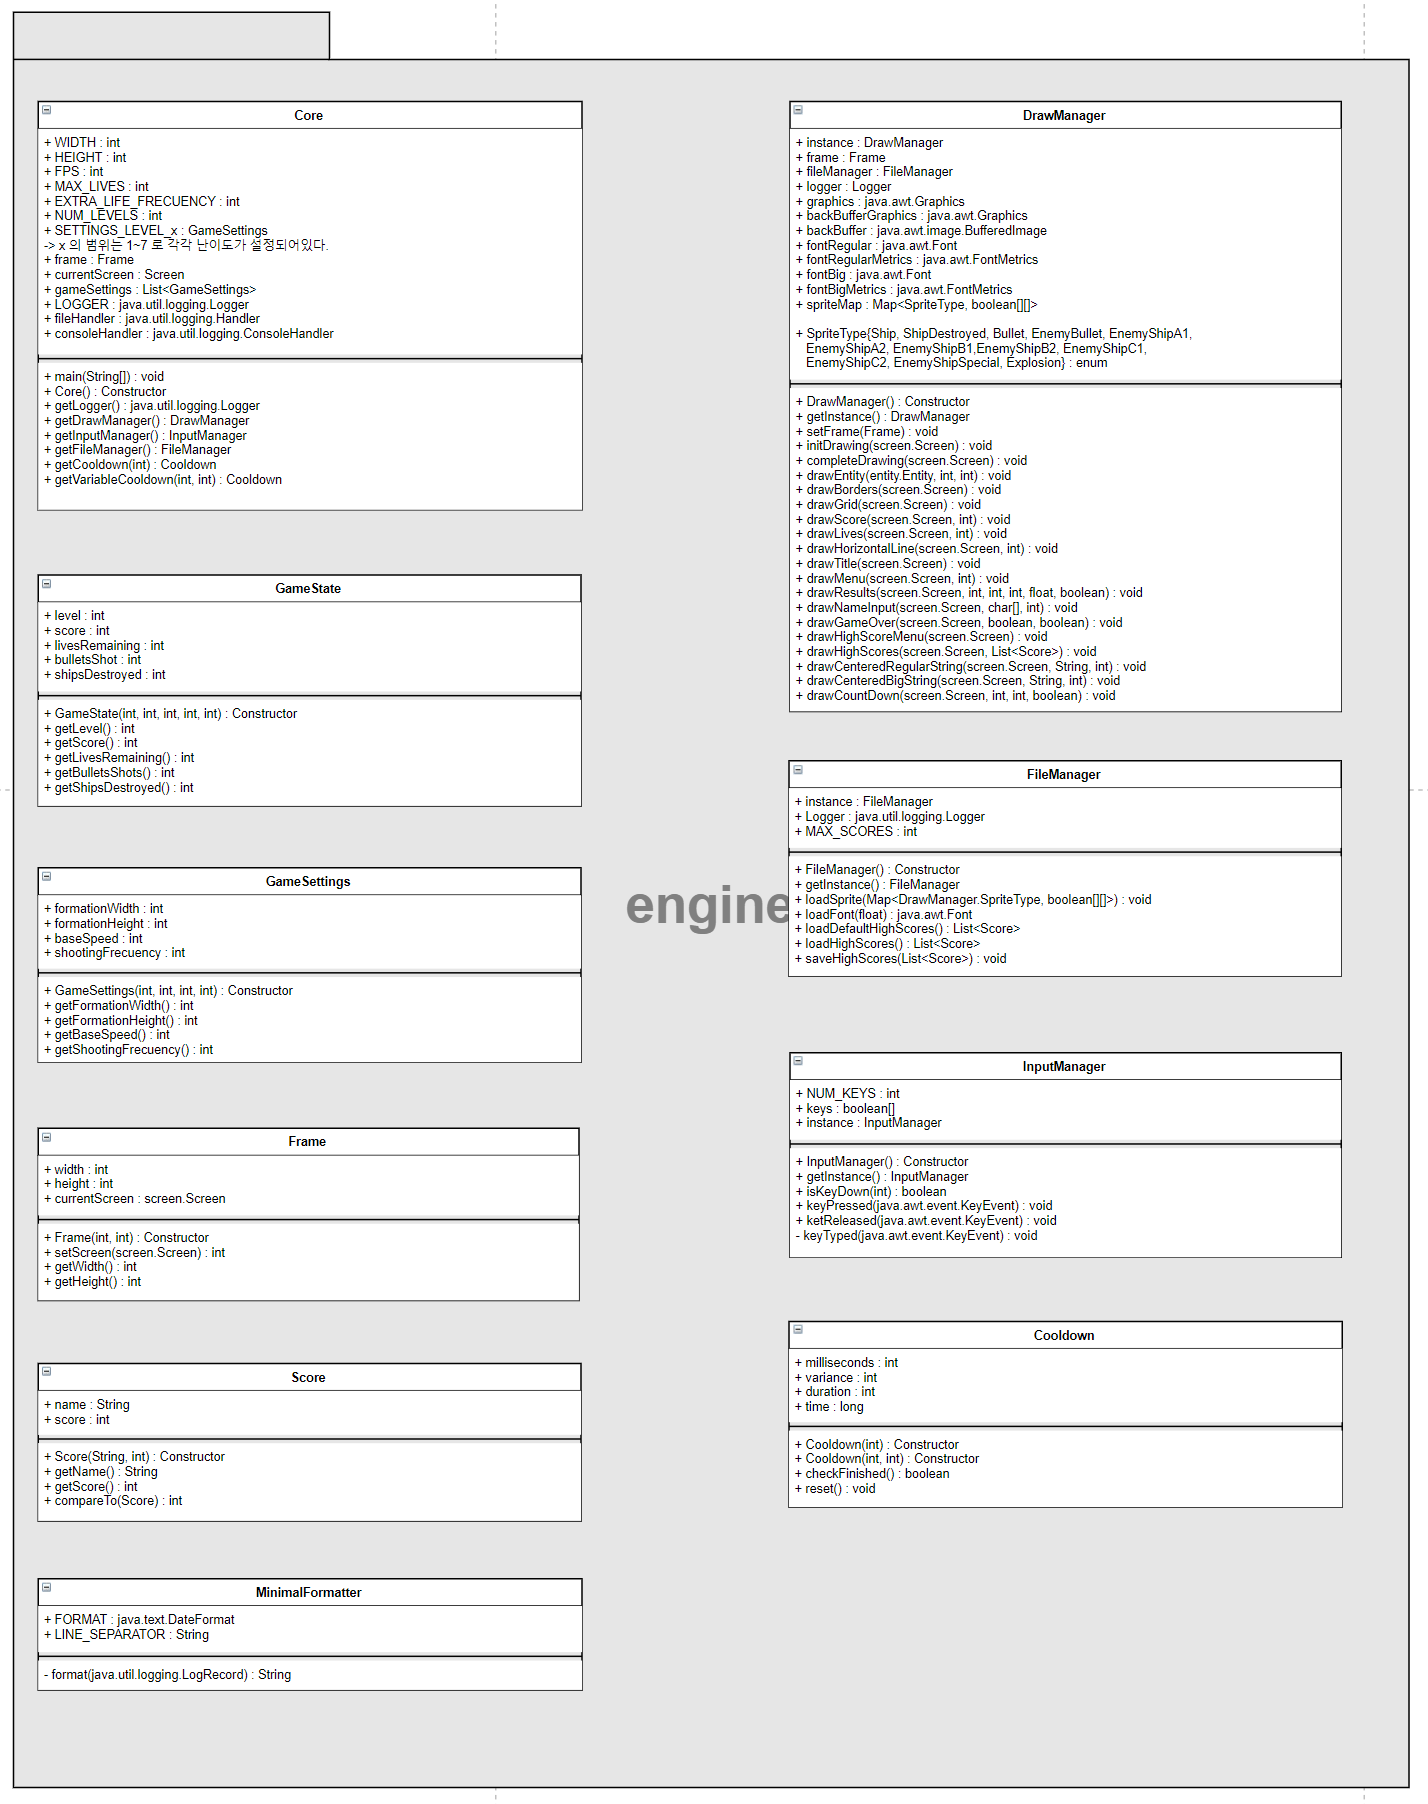 Core
+ WIDTH : int
+ HEIGHT : int
+ FPS : int
+ MAX_LIVES : int
+ EXTRA_LIFE_FRECUENCY : int
+ NUM_LEVELS : int
+ SETTINGS_LEVEL_x : GameSettings
-> x 의 범위는 1~7 로 각각 난이도가 설정되어있다.
+ frame : Frame
+ currentScreen : Screen
+ gameSettings : List<GameSettings>
+ LOGGER : java.util.logging.Logger
+ fileHandler : java.util.logging.Handler
+ consoleHandler : java.util.logging.ConsoleHandler
+ main(String[]) : void
+ Core() : Constructor
+ getLogger() : java.util.logging.Logger
+ getDrawManager() : DrawManager
+ getInputManager() : InputManager
+ getFileManager() : FileManager
+ getCooldown(int) : Cooldown
+ getVariableCooldown(int, int) : Cooldown
GameState
+ level : int
+ score : int
+ livesRemaining : int
+ bulletsShot : int
+ shipsDestroyed : int
+ GameState(int, int, int, int, int) : Constructor
+ getLevel() : int
+ getScore() : int
+ getLivesRemaining() : int
+ getBulletsShots() : int
+ getShipsDestroyed() : int
GameSettings
+ formationWidth : int
+ formationHeight : int
+ baseSpeed : int
+ shootingFrecuency : int
+ GameSettings(int, int, int, int) : Constructor
+ getFormationWidth() : int
+ getFormationHeight() : int
+ getBaseSpeed() : int
+ getShootingFrecuency() : int
Frame
+ width : int
+ height : int
+ currentScreen : screen.Screen
+ Frame(int, int) : Constructor
+ setScreen(screen.Screen) : int
+ getWidth() : int
+ getHeight() : int
Score
+ name : String
+ score : int
+ Score(String, int) : Constructor
+ getName() : String
+ getScore() : int
+ compareTo(Score) : int
MinimalFormatter
+ FORMAT : java.text.DateFormat
+ LINE_SEPARATOR : String
- format(java.util.logging.LogRecord) : String
engine
DrawManager
+ instance : DrawManager
+ frame : Frame
+ fileManager : FileManager
+ logger : Logger
+ graphics : java.awt.Graphics
+ backBufferGraphics : java.awt.Graphics
+ backBuffer : java.awt.image.BufferedImage
+ fontRegular : java.awt.Font
+ fontRegularMetrics : java.awt.FontMetrics
+ fontBig : java.awt.Font
+ fontBigMetrics : java.awt.FontMetrics
+ spriteMap : Map<SpriteType, boolean[][]>
+ SpriteType{Ship, ShipDestroyed, Bullet, EnemyBullet, EnemyShipA1,
EnemyShipA2, EnemyShipB1,EnemyShipB2, EnemyShipC1,
EnemyShipC2, EnemyShipSpecial, Explosion} : enum
+ DrawManager() : Constructor
+ getInstance() : DrawManager
+ setFrame(Frame) : void
+ initDrawing(screen.Screen) : void
+ completeDrawing(screen.Screen) : void
+ drawEntity(entity.Entity, int, int) : void
+ drawBorders(screen.Screen) : void
+ drawGrid(screen.Screen) : void
+ drawScore(screen.Screen, int) : void
+ drawLives(screen.Screen, int) : void
+ drawHorizontalLine(screen.Screen, int) : void
+ drawTitle(screen.Screen) : void
+ drawMenu(screen.Screen, int) : void
+ drawResults(screen.Screen, int, int, int, float, boolean) : void
+ drawNameInput(screen.Screen, char[], int) : void
+ drawGameOver(screen.Screen, boolean, boolean) : void
+ drawHighScoreMenu(screen.Screen) : void
+ drawHighScores(screen.Screen, List<Score>) : void
+ drawCenteredRegularString(screen.Screen, String, int) : void
+ drawCenteredBigString(screen.Screen, String, int) : void
+ drawCountDown(screen.Screen, int, int, boolean) : void
FileManager
+ instance : FileManager
+ Logger : java.util.logging.Logger
+ MAX_SCORES : int
+ FileManager() : Constructor
+ getInstance() : FileManager
+ loadSprite(Map<DrawManager.SpriteType, boolean[][]>) : void
+ loadFont(float) : java.awt.Font
+ loadDefaultHighScores() : List<Score>
+ loadHighScores() : List<Score>
+ saveHighScores(List<Score>) : void
InputManager
+ NUM_KEYS : int
+ keys : boolean[]
+ instance : InputManager
+ InputManager() : Constructor
+ getInstance() : InputManager
+ isKeyDown(int) : boolean
+ keyPressed(java.awt.event.KeyEvent) : void
+ ketReleased(java.awt.event.KeyEvent) : void
- keyTyped(java.awt.event.KeyEvent) : void
Cooldown
+ milliseconds : int
+ variance : int
+ duration : int
+ time : long
+ Cooldown(int) : Constructor
+ Cooldown(int, int) : Constructor
+ checkFinished() : boolean
+ reset() : void